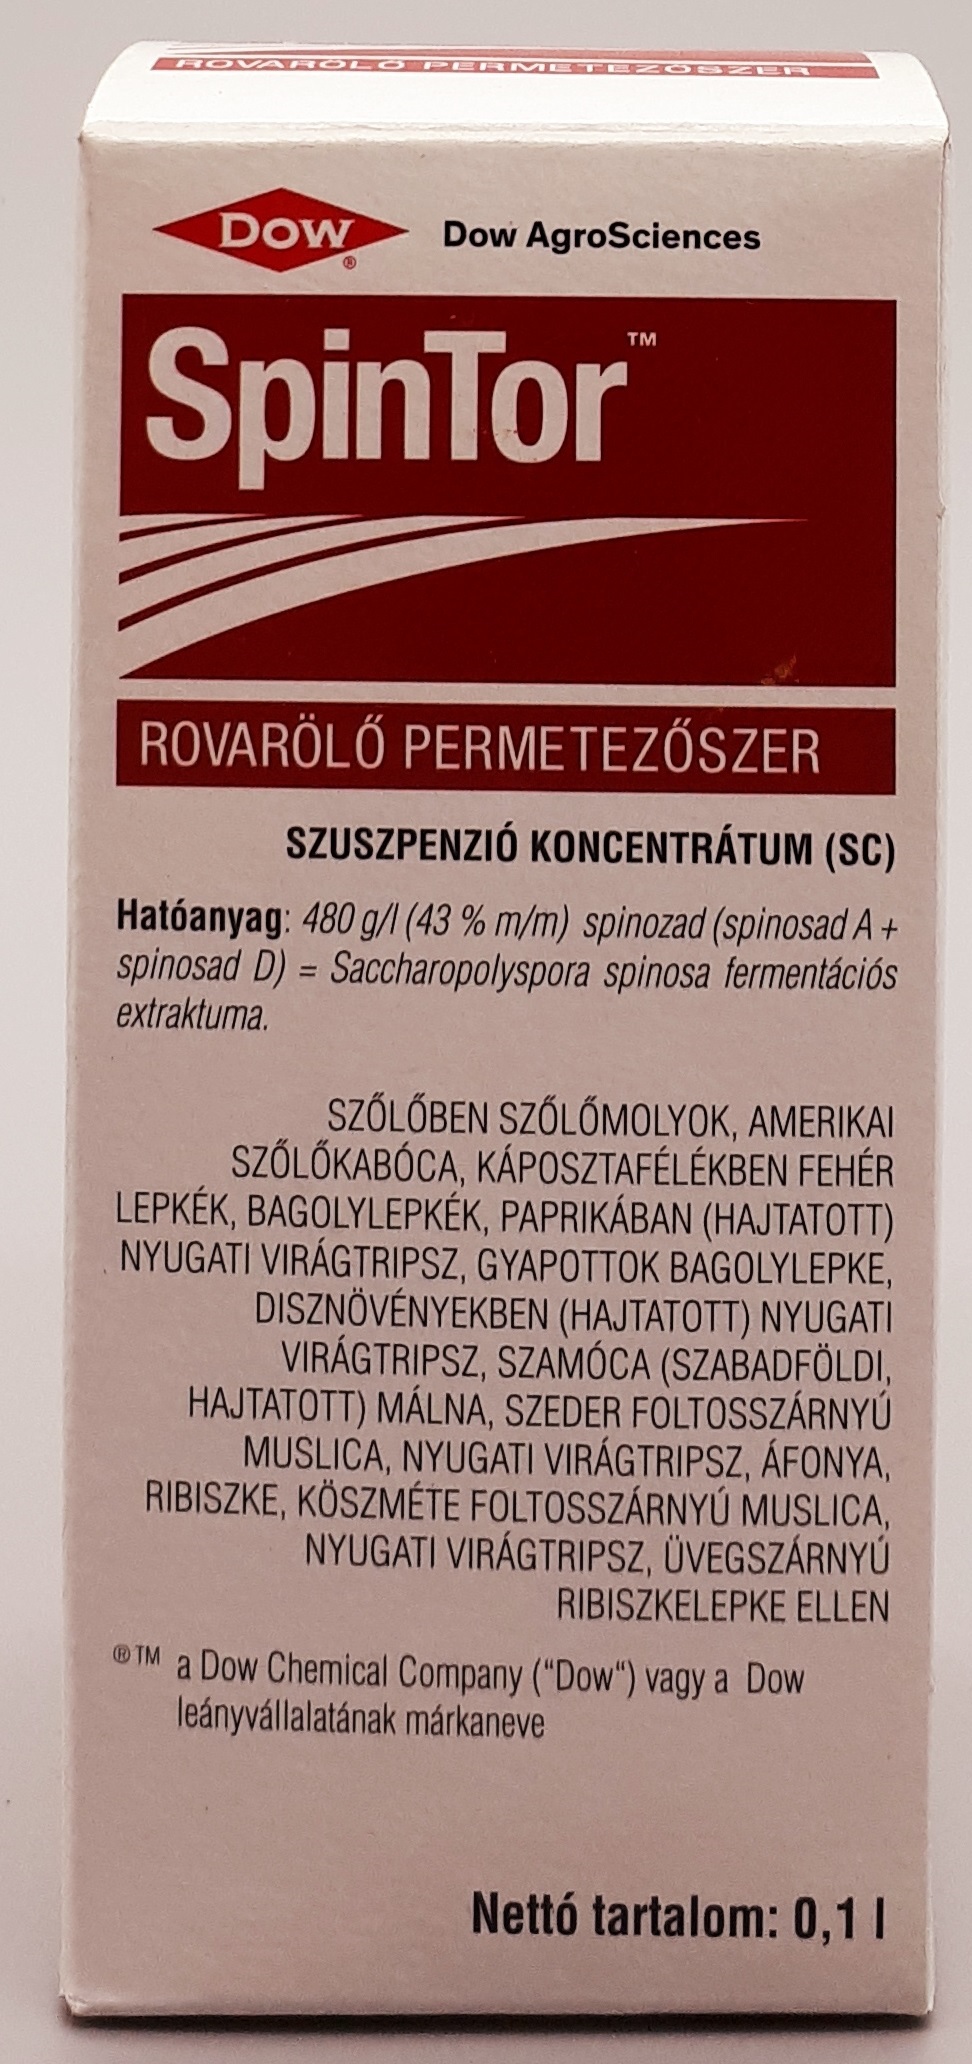 ROVARÖLŐ PERMETEZŐSZER
Dow ® Dow AgroSciences
SpinTor™
ROVARÖLŐ PERMETEZŐSZER
SZUSZPENZIÓ KONCENTRÁTUM (SC)
Hatóanyag: 480 g/l (43 % m/m) spinozad (spinosad A +
spinosad D) = Saccharopolyspora spinosa fermentációs
extraktuma.
SZŐLŐBEN SZŐLŐMOLYOK, AMERIKAI
SZŐLŐKABÓCA, KÁPOSZTAFÉLÉKBEN FEHÉR
LEPKÉK, BAGOLYLEPKÉK, PAPRIKÁBAN (HAJTATOTT)
NYUGATI VIRÁGTRIPSZ, GYAPOTTOK BAGOLYLEPKE,
DISZNÖVÉNYEKBEN (HAJTATOTT) NYUGATI
VIRÁGTRIPSZ, SZAMÓCA (SZABADFÖLDI,
HAJTATOTT) MÁLNA, SZEDER FOLTOSSZÁRNYÚ
MUSLICA, NYUGATI VIRÁGTRIPSZ, ÁFONYA,
RIBISZKE, KÖSZMÉTE FOLTOSSZÁRNYÚ MUSLICA,
NYUGATI VIRÁGTRIPSZ, ÜVEGSZÁRNYÚ
RIBISZKELEPKE ELLEN
®™ a Dow Chemical Company (“Dow“) vagy a Dow
leányvállalatának márkaneve
Nettó tartalom: 0,1 l